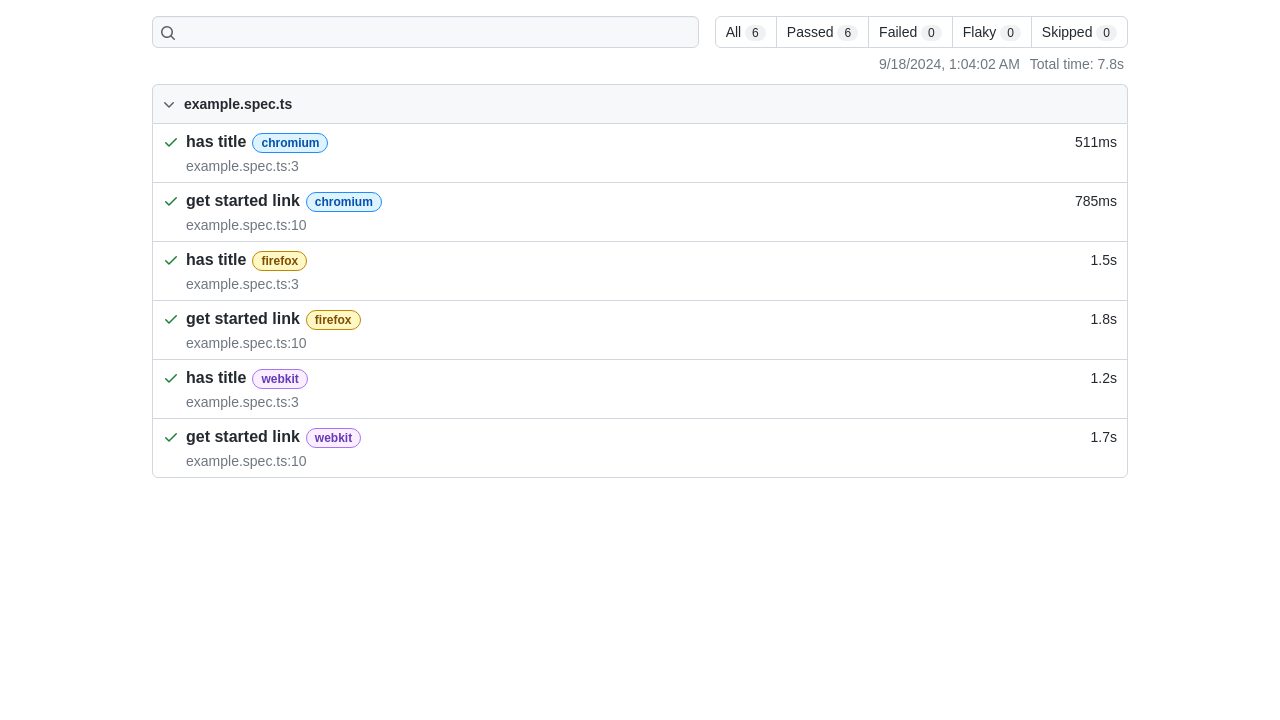 All 6 Passed 6 Failed 0 Flaky 0 Skipped 0
9/18/2024, 1:04:02 AM Total time: 7.8s
example.spec.ts
has title chromium 511ms
example.spec.ts:3
get started link chromium 785ms
example.spec.ts:10
has title firefox 1.5s
example.spec.ts:3
get started link firefox 1.8s
example.spec.ts:10
has title webkit 1.2s
example.spec.ts:3
get started link webkit 1.7s
example.spec.ts:10